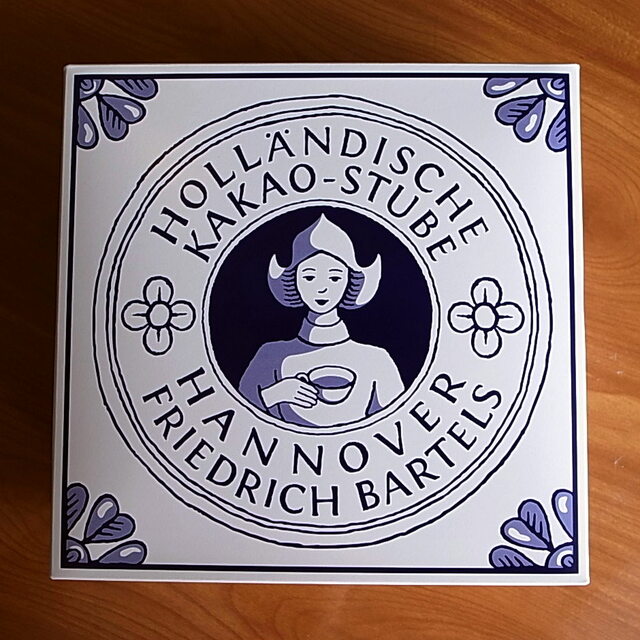 HOLLÄNDISCHE
KAKAO-STUBE
HANNOVER
FRIEDRICH BARTELS